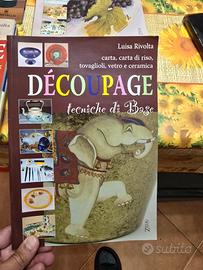 Luisa Rivolta
carta, carta di riso,
tovaglioli, vetro e ceramica
DÉCOUPAGE
tecniche di Base
subito